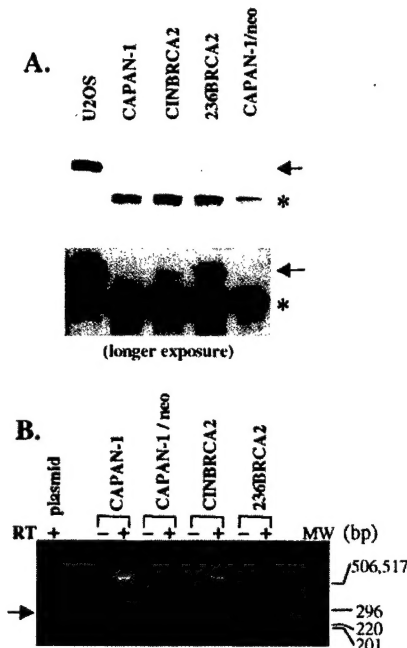 A.
U2OS CAPAN-1 CINBRCA2 236BRCA2 CAPAN-1/neo
*
*
(longer exposure)
B.
plasmid CAPAN-1 CAPAN-1 / neo CINBRCA2 236BRCA2
RT + - + - + - + - + MW (bp)
506,517
296
220
201